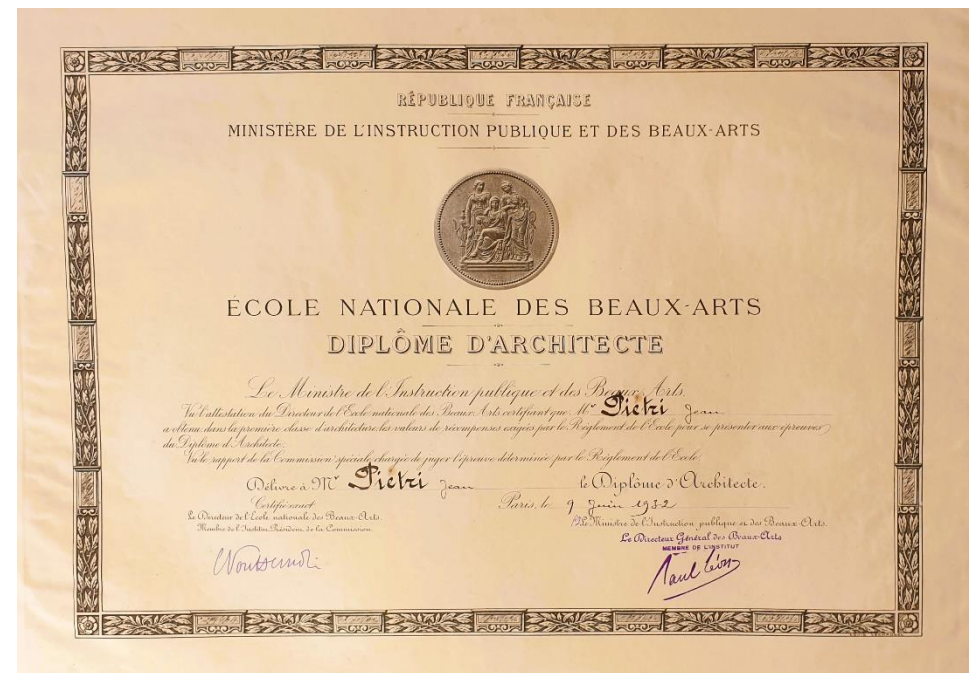 RÉPUBLIQUE FRANÇAISE
MINISTÈRE DE L'INSTRUCTION PUBLIQUE ET DES BEAUX-ARTS
ÉCOLE NATIONALE DES BEAUX-ARTS
DIPLÔME D'ARCHITECTE
Le Ministre de l'Instruction publique et des Beaux-Arts,
Vu l'attestation du Directeur de l'Ecole nationale des Beaux-Arts certifiant que Mr Pietri Jean
a obtenu, dans la première classe d'architecture, les valeurs de récompenses exigées par le Règlement de l'Ecole pour se présenter aux épreuves
du Diplôme d'Architecte;
Vu le rapport de la Commission spéciale chargée de juger l'épreuve déterminée par le Règlement de l'Ecole,
Délivre à Mr Piétri Jean le Diplôme d'Architecte.
Certifié exact
Paris, le 9 Juin 1932
Le Directeur de l'Ecole nationale des Beaux-Arts,
Membre de l'Institut, Président de la Commission
Le Ministre de l'Instruction publique et des Beaux-Arts.
Le Directeur Général des Beaux-Arts
MEMBRE DE L'INSTITUT
Paul Léon